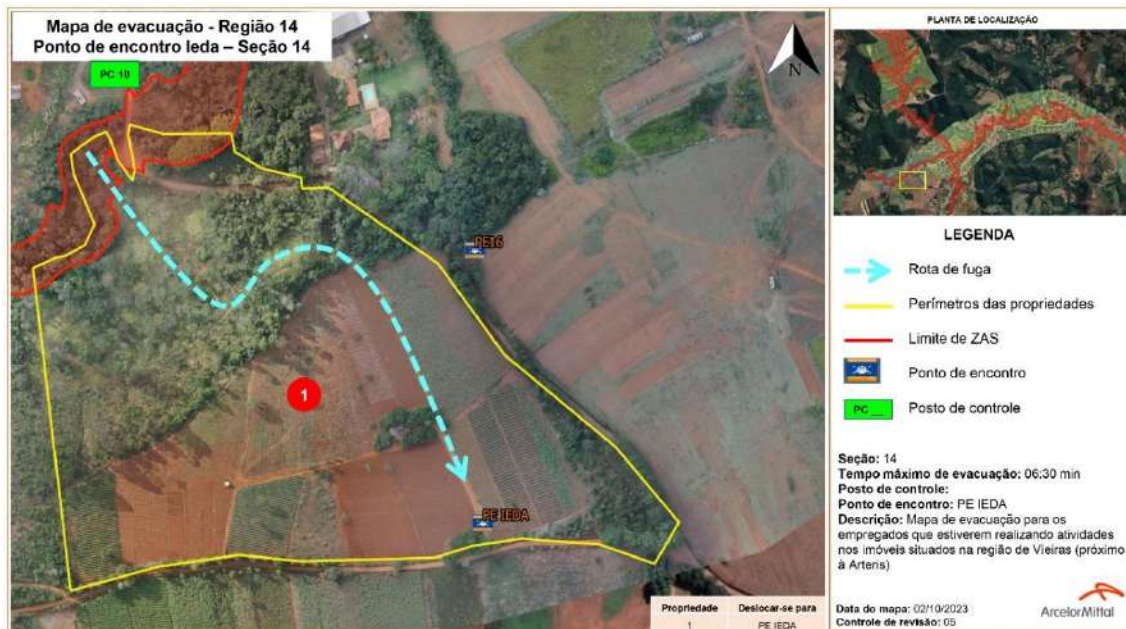 Mapa de evacuação - Região 14
Ponto de encontro Ieda – Seção 14
PC 10
N
PE16
1
PE IEDA
Propriedade Deslocar-se para
1 PE IEDA
PLANTA DE LOCALIZAÇÃO
LEGENDA
Rota de fuga
Perímetros das propriedades
Limite de ZAS
Ponto de encontro
PC __ Posto de controle
Seção: 14
Tempo máximo de evacuação: 06:30 min
Posto de controle:
Ponto de encontro: PE IEDA
Descrição: Mapa de evacuação para os
empregados que estiverem realizando atividades
nos imóveis situados na região de Vieiras (próximo
à Arteris)
Data do mapa: 02/10/2023
Controle de revisão: 05
ArcelorMittal